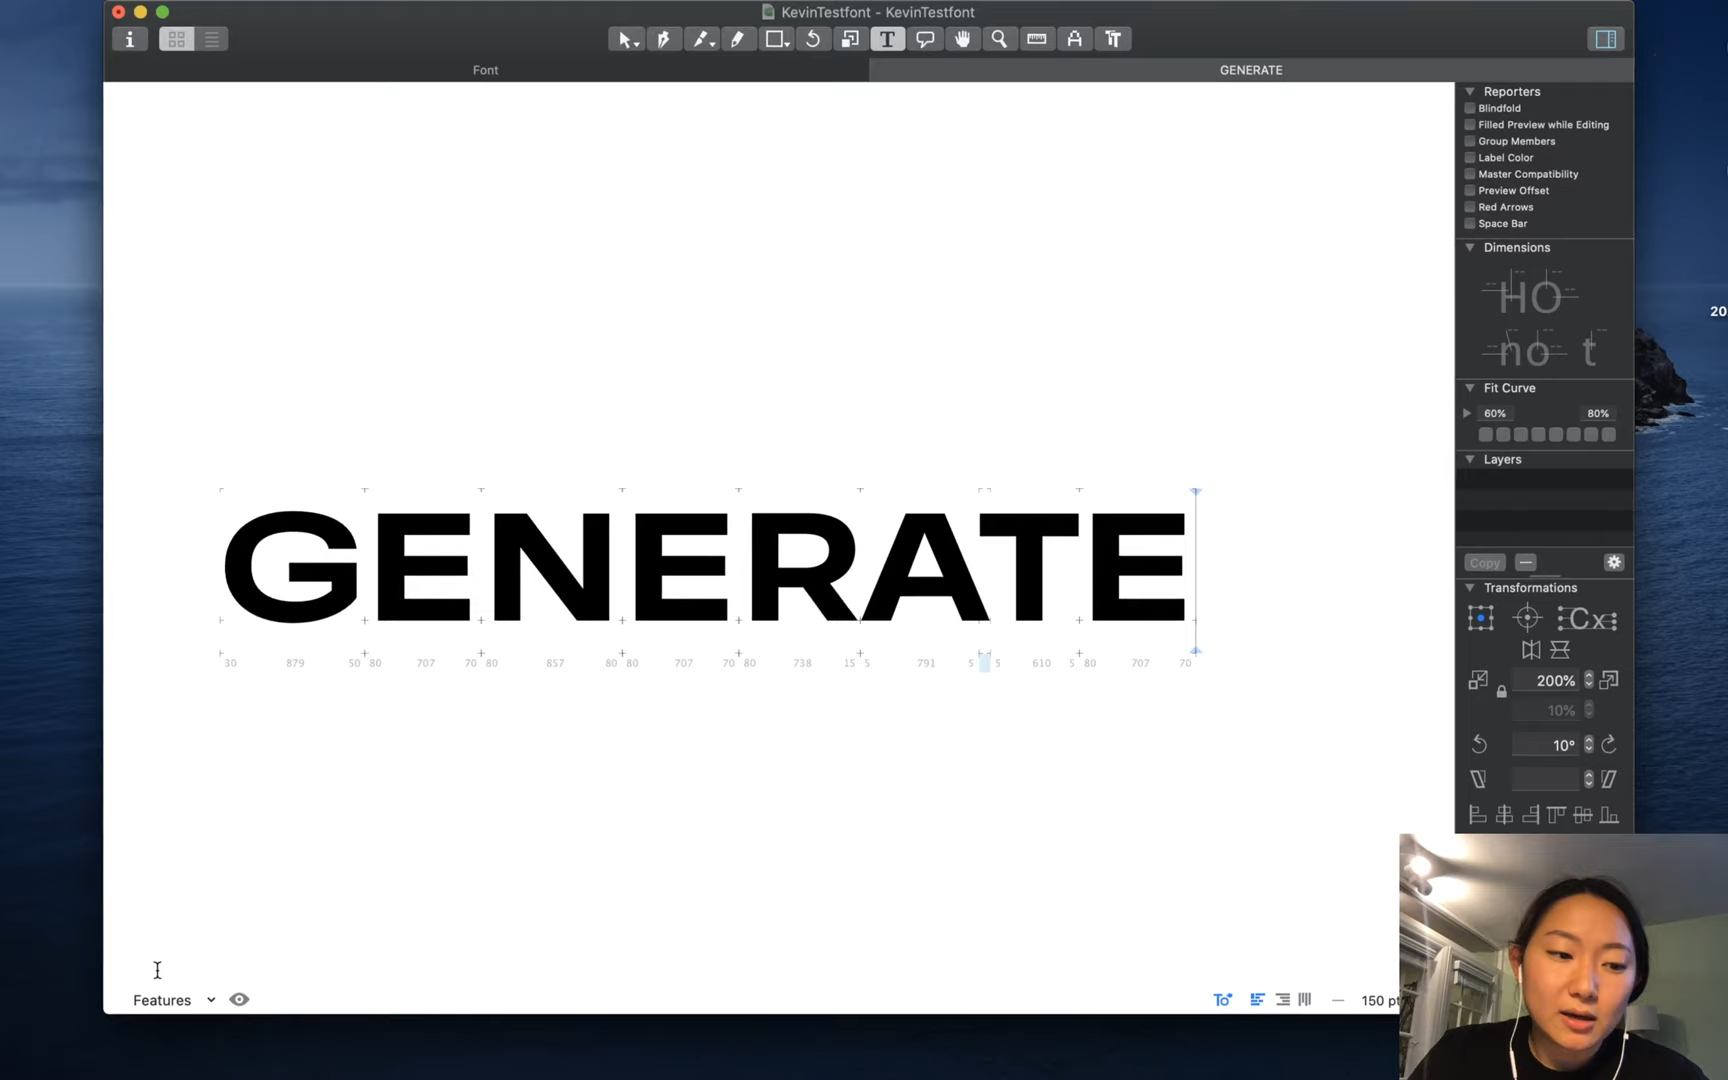 KevinTestfont - KevinTestfont
Font
GENERATE
Reporters
Blindfold
Filled Preview while Editing
Group Members
Label Color
Master Compatibility
Preview Offset
Red Arrows
Space Bar
Dimensions
HO
no t
Fit Curve
60% 80%
Layers
Copy
Transformations
Cx
200%
10%
10°
GENERATE
30 879 50 80 707 70 80 857 80 80 707 70 80 738 15 5 791 5 5 610 5 80 707 70
Features
To
150 pt
20